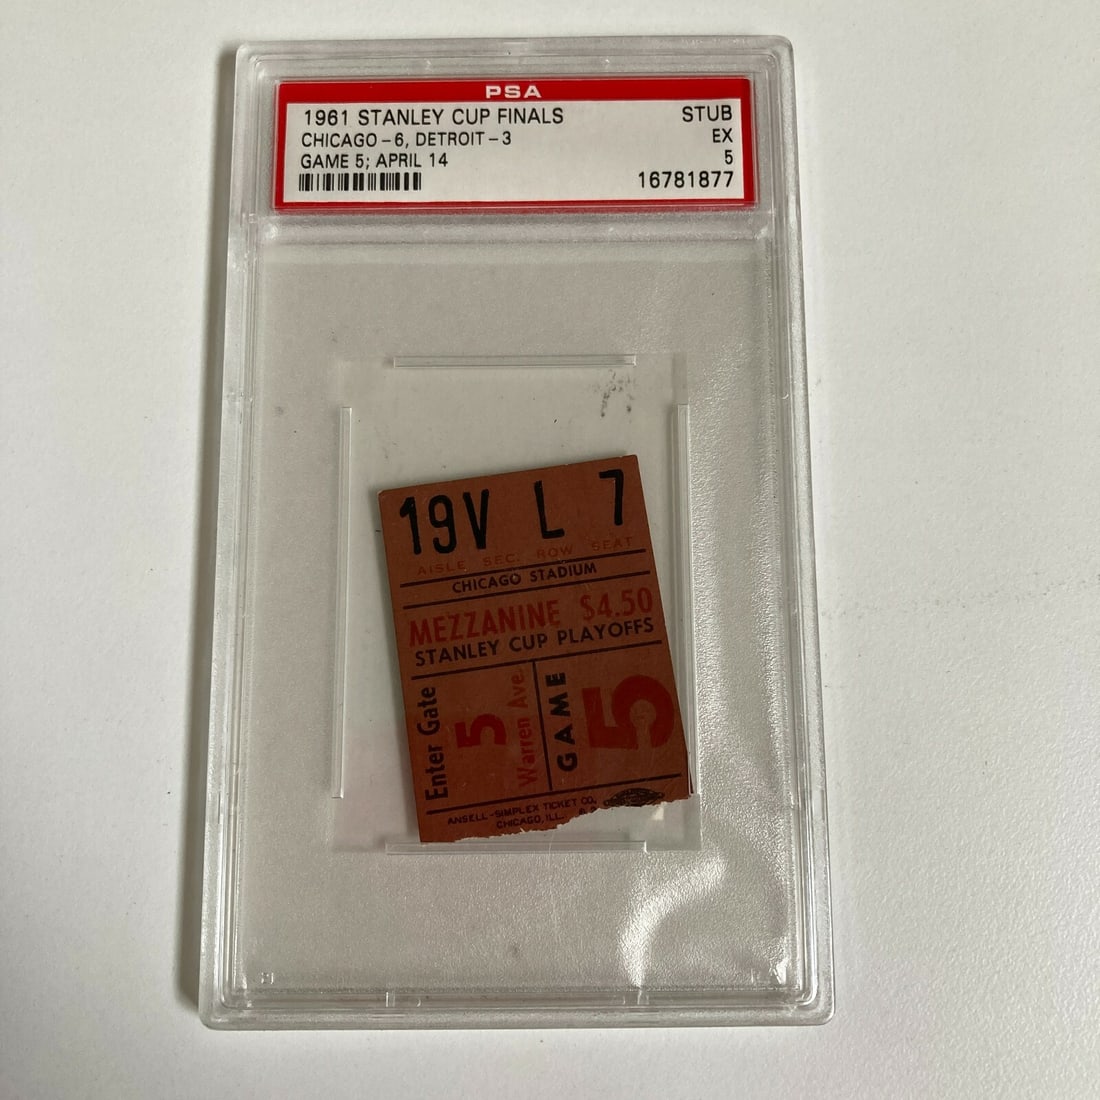 PSA
1961 STANLEY CUP FINALS STUB
CHICAGO - 6, DETROIT - 3 EX
GAME 5; APRIL 14 5
16781877
19V L 7
AISLE SEC. ROW SEAT
CHICAGO STADIUM
MEZZANINE $4.50
STANLEY CUP PLAYOFFS
Enter Gate
5
Warren Ave.
GAME
5
ANSELL-SIMPLEX TICKET CO.
CHICAGO, ILL.